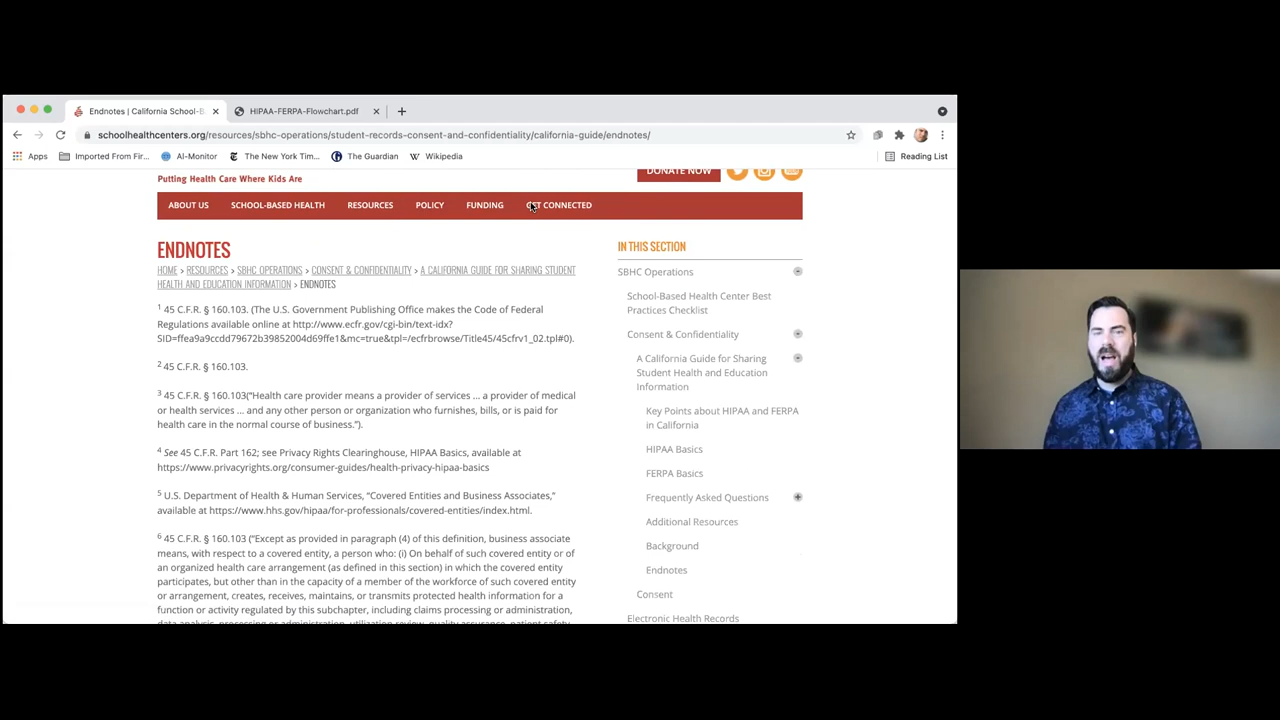 Endnotes | California School-B
HIPAA-FERPA-Flowchart.pdf
schoolhealthcenters.org/resources/sbhc-operations/student-records-consent-and-confidentiality/california-guide/endnotes/
Apps
Imported From Fir...
Al-Monitor
The New York Tim...
The Guardian
W Wikipedia
Reading List
Putting Health Care Where Kids Are
DONATE NOW
ABOUT US
SCHOOL-BASED HEALTH
RESOURCES
POLICY
FUNDING
GET CONNECTED
ENDNOTES
HOME > RESOURCES > SBHC OPERATIONS > CONSENT & CONFIDENTIALITY > A CALIFORNIA GUIDE FOR SHARING STUDENT
HEALTH AND EDUCATION INFORMATION > ENDNOTES
1 45 C.F.R. § 160.103. (The U.S. Government Publishing Office makes the Code of Federal
Regulations available online at http://www.ecfr.gov/cgi-bin/text-idx?
SID=ffea9a9ccdd79672b39852004d69ffe1&mc=true&tpl=/ecfrbrowse/Title45/45cfrv1_02.tpl#0).
2 45 C.F.R. § 160.103.
3 45 C.F.R. § 160.103("Health care provider means a provider of services ... a provider of medical
or health services ... and any other person or organization who furnishes, bills, or is paid for
health care in the normal course of business.").
4 See 45 C.F.R. Part 162; see Privacy Rights Clearinghouse, HIPAA Basics, available at
https://www.privacyrights.org/consumer-guides/health-privacy-hipaa-basics
5 U.S. Department of Health & Human Services, “Covered Entities and Business Associates,”
available at https://www.hhs.gov/hipaa/for-professionals/covered-entities/index.html.
6 45 C.F.R. § 160.103 (“Except as provided in paragraph (4) of this definition, business associate
means, with respect to a covered entity, a person who: (i) On behalf of such covered entity or of
an organized health care arrangement (as defined in this section) in which the covered entity
participates, but other than in the capacity of a member of the workforce of such covered entity
or arrangement, creates, receives, maintains, or transmits protected health information for a
function or activity regulated by this subchapter, including claims processing or administration,
data analysis, processing or administration, utilization review, quality assurance, patient safety
IN THIS SECTION
SBHC Operations
School-Based Health Center Best
Practices Checklist
Consent & Confidentiality
A California Guide for Sharing
Student Health and Education
Information
Key Points about HIPAA and FERPA
in California
HIPAA Basics
FERPA Basics
Frequently Asked Questions
Additional Resources
Background
Endnotes
Consent
Electronic Health Records